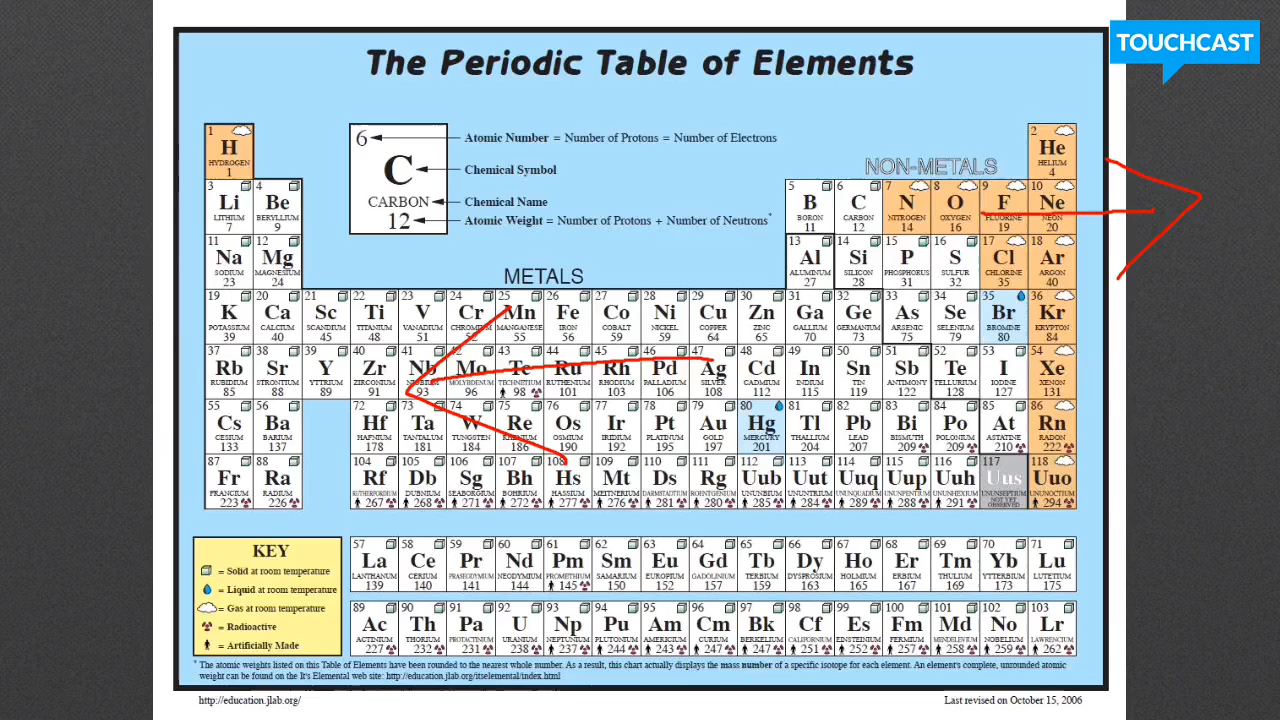 TOUCHCAST
The Periodic Table of Elements
6
C
CARBON
12
Atomic Number = Number of Protons = Number of Electrons
Chemical Symbol
Chemical Name
Atomic Weight = Number of Protons + Number of Neutrons*
NON-METALS
METALS
1 H HYDROGEN 1
2 He HELIUM 4
3 Li LITHIUM 7
4 Be BERYLLIUM 9
5 B BORON 11
6 C CARBON 12
7 N NITROGEN 14
8 O OXYGEN 16
9 F FLUORINE 19
10 Ne NEON 20
11 Na SODIUM 23
12 Mg MAGNESIUM 24
13 Al ALUMINUM 27
14 Si SILICON 28
15 P PHOSPHORUS 31
16 S SULFUR 32
17 Cl CHLORINE 35
18 Ar ARGON 40
19 K POTASSIUM 39
20 Ca CALCIUM 40
21 Sc SCANDIUM 45
22 Ti TITANIUM 48
23 V VANADIUM 51
24 Cr CHROMIUM 52
25 Mn MANGANESE 55
26 Fe IRON 56
27 Co COBALT 59
28 Ni NICKEL 59
29 Cu COPPER 64
30 Zn ZINC 65
31 Ga GALLIUM 70
32 Ge GERMANIUM 73
33 As ARSENIC 75
34 Se SELENIUM 79
35 Br BROMINE 80
36 Kr KRYPTON 84
37 Rb RUBIDIUM 85
38 Sr STRONTIUM 88
39 Y YTTRIUM 89
40 Zr ZIRCONIUM 91
41 Nb NIOBIUM 93
42 Mo MOLYBDENUM 96
43 Tc TECHNETIUM 98
44 Ru RUTHENIUM 101
45 Rh RHODIUM 103
46 Pd PALLADIUM 106
47 Ag SILVER 108
48 Cd CADMIUM 112
49 In INDIUM 115
50 Sn TIN 119
51 Sb ANTIMONY 122
52 Te TELLURIUM 128
53 I IODINE 127
54 Xe XENON 131
55 Cs CESIUM 133
56 Ba BARIUM 137
72 Hf HAFNIUM 178
73 Ta TANTALUM 181
74 W TUNGSTEN 184
75 Re RHENIUM 186
76 Os OSMIUM 190
77 Ir IRIDIUM 192
78 Pt PLATINUM 195
79 Au GOLD 197
80 Hg MERCURY 201
81 Tl THALLIUM 204
82 Pb LEAD 207
83 Bi BISMUTH 209
84 Po POLONIUM 209
85 At ASTATINE 210
86 Rn RADON 222
87 Fr FRANCIUM 223
88 Ra RADIUM 226
104 Rf RUTHERFORDIUM 267
105 Db DUBNIUM 268
106 Sg SEABORGIUM 271
107 Bh BOHRIUM 272
108 Hs HASSIUM 277
109 Mt MEITNERIUM 276
110 Ds DARMSTADTIUM 281
111 Rg ROENTGENIUM 280
112 Uub UNUNBIUM 285
113 Uut UNUNTRIUM 284
114 Uuq UNUNQUADIUM 289
115 Uup UNUNPENTIUM 288
116 Uuh UNUNHEXIUM 291
117 Uus UNUNSEPTIUM NOT YET OBSERVED
118 Uuo UNUNOCTIUM 294
57 La LANTHANUM 139
58 Ce CERIUM 140
59 Pr PRASEODYMIUM 141
60 Nd NEODYMIUM 144
61 Pm PROMETHIUM 145
62 Sm SAMARIUM 150
63 Eu EUROPIUM 152
64 Gd GADOLINIUM 157
65 Tb TERBIUM 159
66 Dy DYSPROSIUM 163
67 Ho HOLMIUM 165
68 Er ERBIUM 167
69 Tm THULIUM 169
70 Yb YTTERBIUM 173
71 Lu LUTETIUM 175
89 Ac ACTINIUM 227
90 Th THORIUM 232
91 Pa PROTACTINIUM 231
92 U URANIUM 238
93 Np NEPTUNIUM 237
94 Pu PLUTONIUM 244
95 Am AMERICIUM 243
96 Cm CURIUM 247
97 Bk BERKELIUM 247
98 Cf CALIFORNIUM 251
99 Es EINSTEINIUM 252
100 Fm FERMIUM 257
101 Md MENDELEVIUM 258
102 No NOBELIUM 259
103 Lr LAWRENCIUM 262
KEY
= Solid at room temperature
= Liquid at room temperature
= Gas at room temperature
= Radioactive
= Artificially Made
* The atomic weights listed on this Table of Elements have been rounded to the nearest whole number. As a result, this chart actually displays the mass number of a specific isotope for each element. An element's complete, unrounded atomic
weight can be found on the It's Elemental web site: http://education.jlab.org/itselemental/index.html
http://education.jlab.org/
Last revised on October 15, 2006